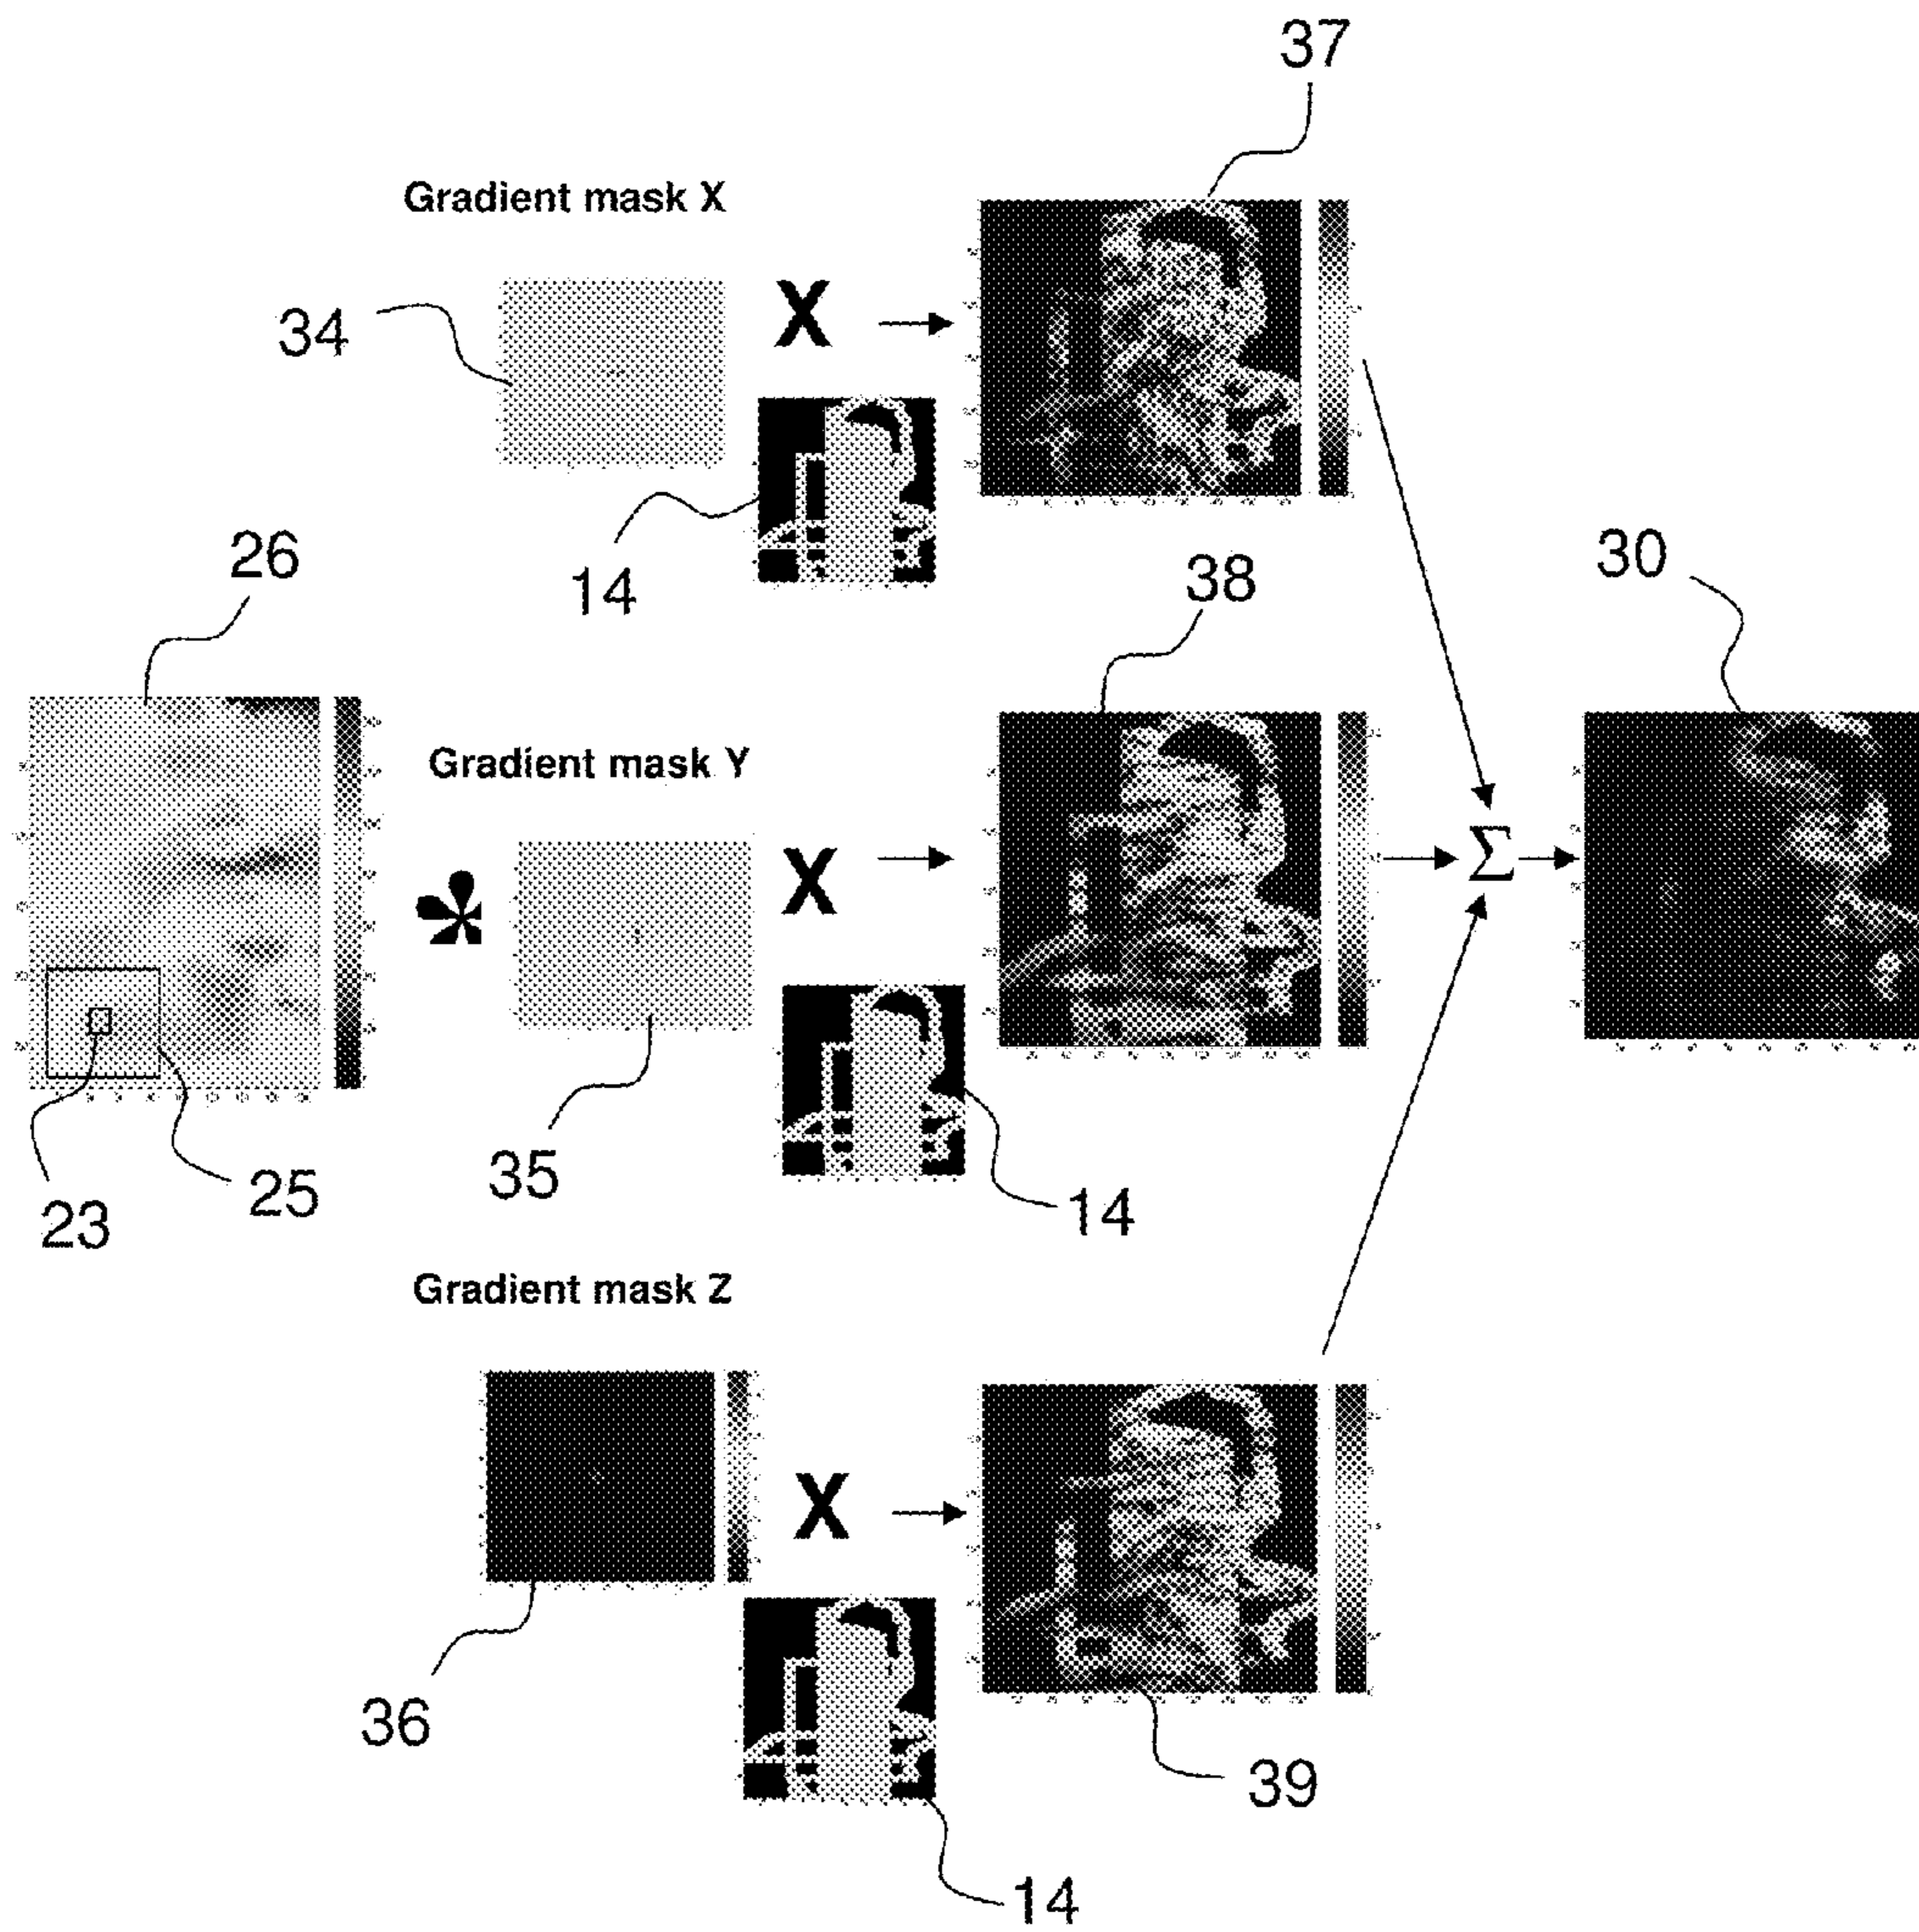 37
Gradient mask X
34
X
14
26
38
30
Gradient mask Y
X
*
Σ
35
14
23
25
Gradient mask Z
X
36
39
14